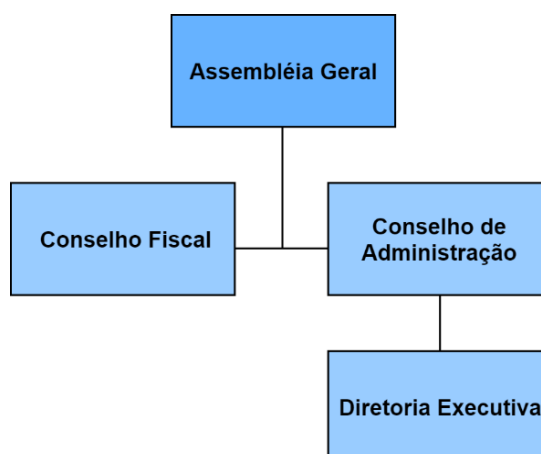 Assembléia Geral
Conselho Fiscal
Conselho de
Administração
Diretoria Executiva